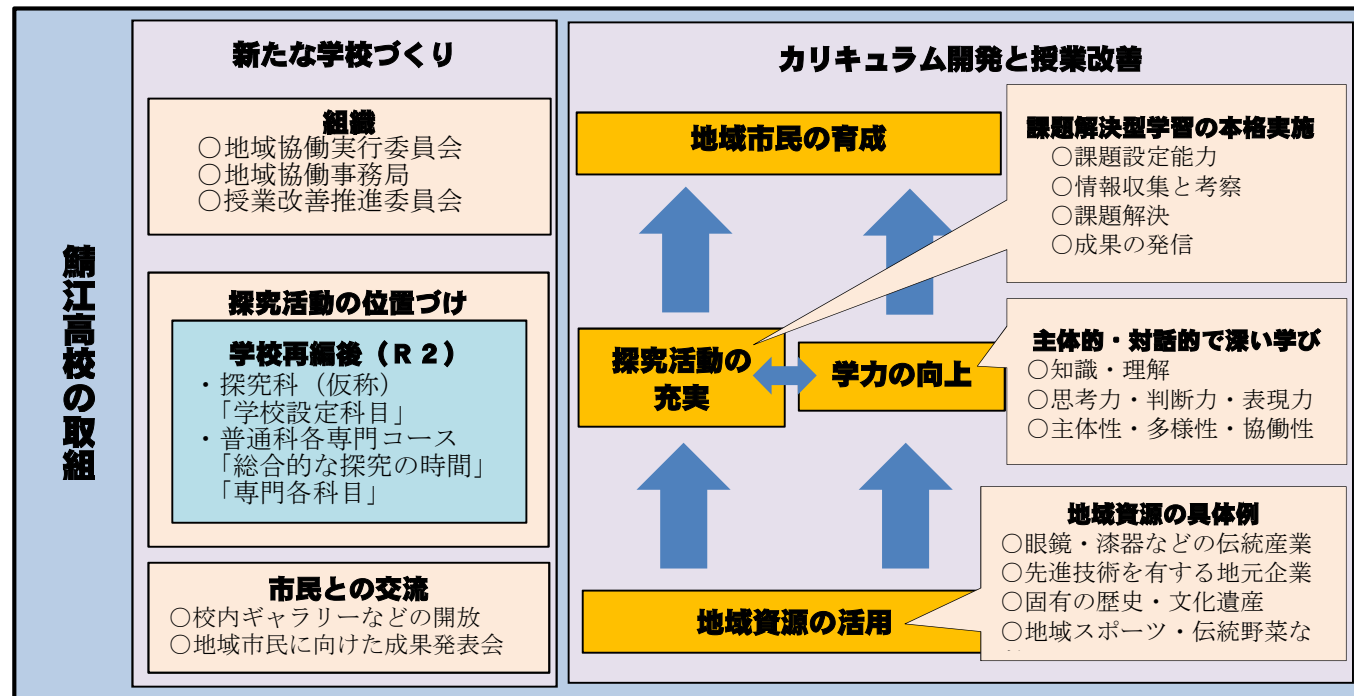 鯖江高校の取組
新たな学校づくり
組織
○地域協働実行委員会
○地域協働事務局
○授業改善推進委員会
探究活動の位置づけ
学校再編後（Ｒ２）
・探究科（仮称）
「学校設定科目」
・普通科各専門コース
「総合的な探究の時間」
「専門各科目」
市民との交流
○校内ギャラリーなどの開放
○地域市民に向けた成果発表会
カリキュラム開発と授業改善
地域市民の育成
課題解決型学習の本格実施
○課題設定能力
○情報収集と考察
○課題解決
○成果の発信
探究活動の
充実
学力の向上
主体的・対話的で深い学び
○知識・理解
○思考力・判断力・表現力
○主体性・多様性・協働性
地域資源の活用
地域資源の具体例
○眼鏡・漆器などの伝統産業
○先進技術を有する地元企業
○固有の歴史・文化遺産
○地域スポーツ・伝統野菜な